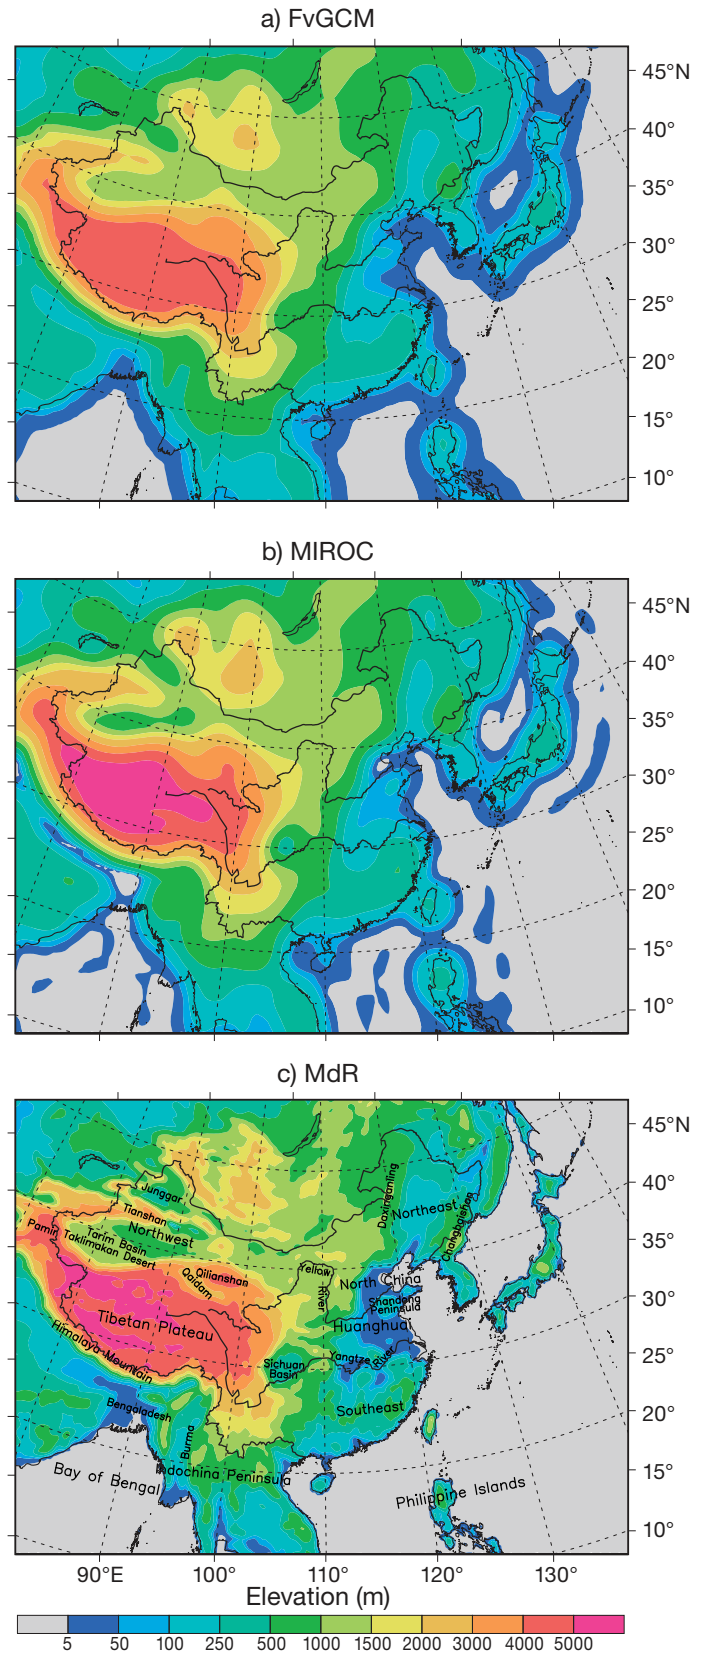 a) FvGCM
45°N
40°
35°
30°
25°
20°
15°
10°
b) MIROC
45°N
40°
35°
30°
25°
20°
15°
10°
c) MdR
45°N
40°
35°
30°
25°
20°
15°
10°
Junggar
Tianshan
Northwest
Pamir
Tarim Basin
Taklimakan Desert
Qilianshan
Qaidam
Daxinganling
Northeast
Changbaishan
Yellow
River
North China
Shandong
Peninsula
Huanghuai
Tibetan Plateau
Himalaya Mountain
Sichuan
Basin
Yangtze River
Southeast
Bengaladesh
Burma
Bay of Bengal
Indochina Peninsula
Philippine Islands
90°E 100° 110° 120° 130°
Elevation (m)
5 50 100 250 500 1000 1500 2000 3000 4000 5000